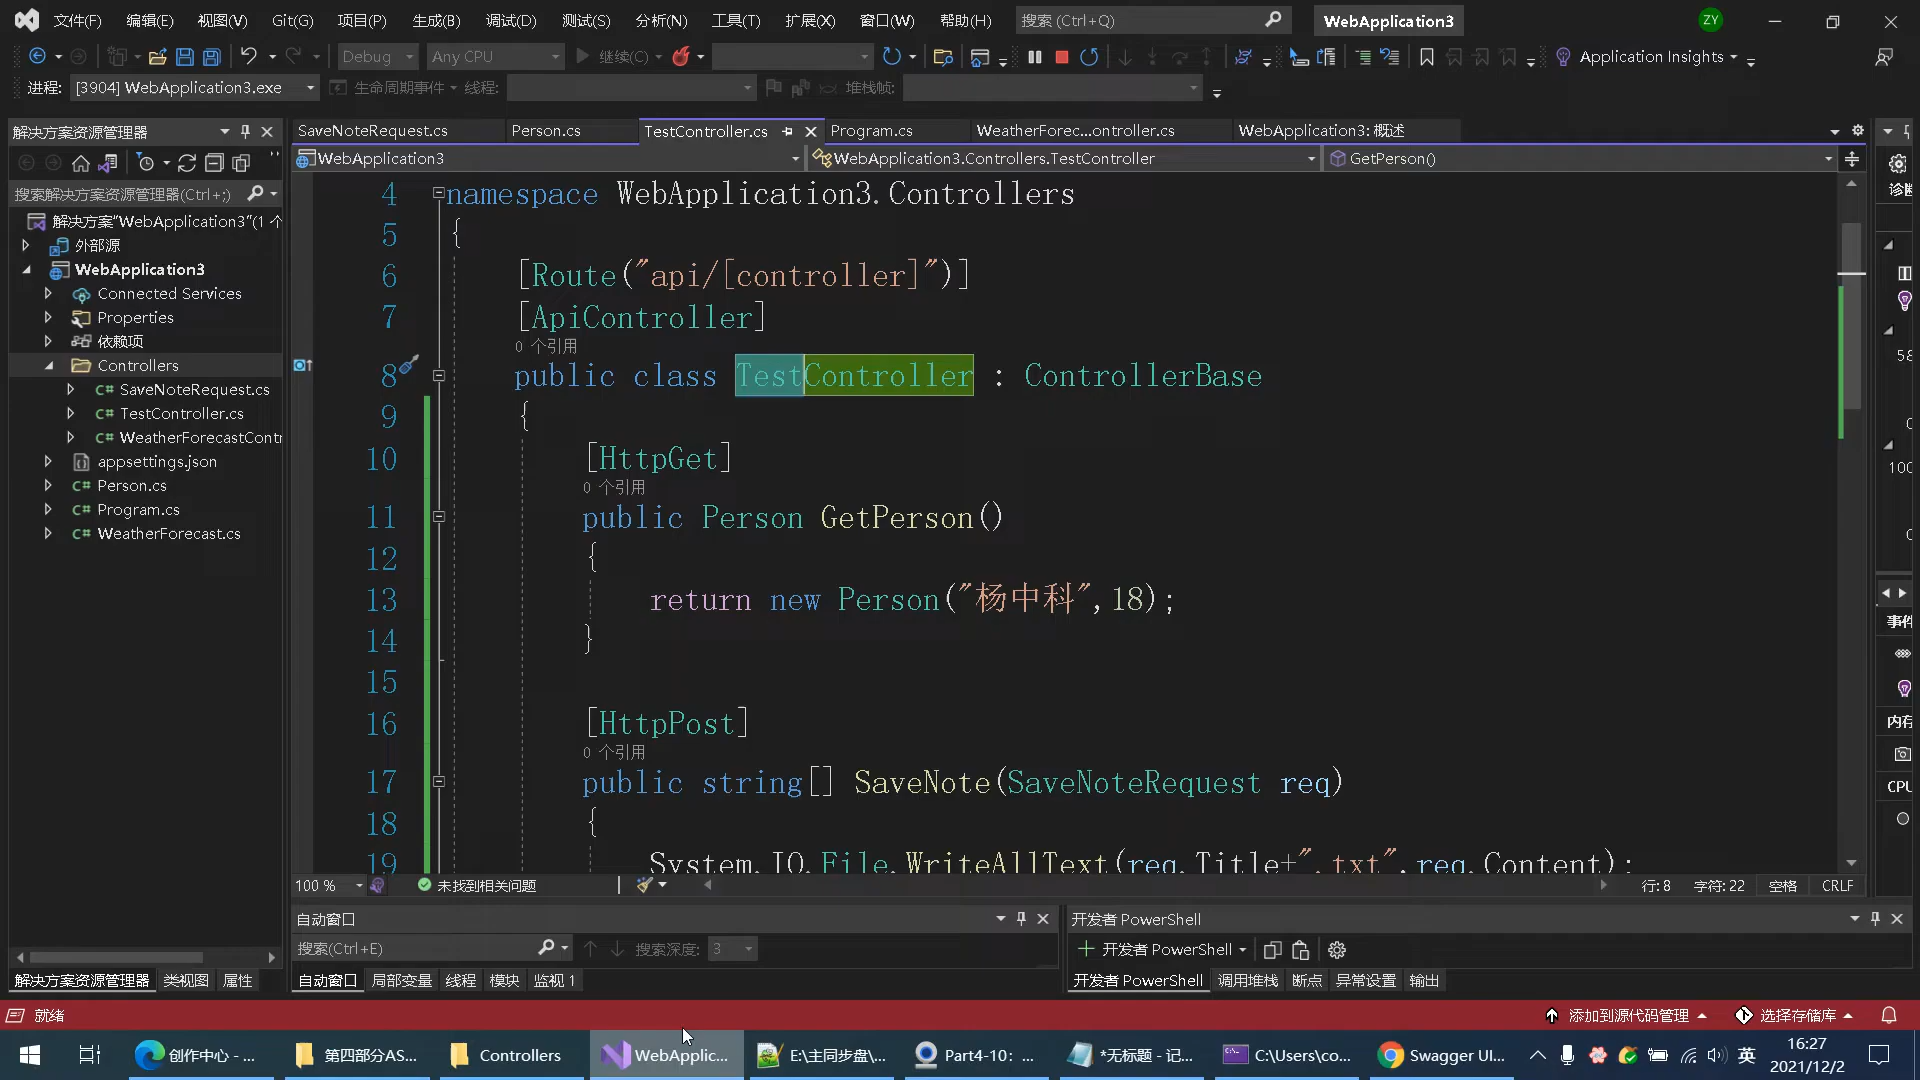 文件(F) 编辑(E) 视图(V) Git(G) 项目(P) 生成(B) 调试(D) 测试(S) 分析(N) 工具(T) 扩展(X) 窗口(W) 帮助(H) 搜索 (Ctrl+Q) WebApplication3 ZY
Debug Any CPU 继续(C) Application Insights
进程: [3904] WebApplication3.exe 生命周期事件 线程: 堆栈帧:
解决方案资源管理器
SaveNoteRequest.cs Person.cs TestController.cs Program.cs WeatherForec...ontroller.cs WebApplication3: 概述
WebApplication3 WebApplication3.Controllers.TestController GetPerson()
搜索解决方案资源管理器(Ctrl+;)
解决方案"WebApplication3"(1 个
外部源
WebApplication3
Connected Services
Properties
依赖项
Controllers
C# SaveNoteRequest.cs
C# TestController.cs
C# WeatherForecastContr
appsettings.json
C# Person.cs
C# Program.cs
C# WeatherForecast.cs
4 namespace WebApplication3.Controllers
5 {
6 [Route("api/[controller]")]
7 [ApiController]
0 个引用
8 public class TestController : ControllerBase
9 {
10 [HttpGet]
0 个引用
11 public Person GetPerson()
12 {
13 return new Person("杨中科",18);
14 }
15
16 [HttpPost]
0 个引用
17 public string[] SaveNote(SaveNoteRequest req)
18 {
19 System.IO.File.WriteAllText(req.Title+".txt",req.Content);
诊断
58
0
100
0
事件
内存
CPU
100 % 未找到相关问题 行: 8 字符: 22 空格 CRLF
自动窗口
搜索(Ctrl+E) 搜索深度: 3
开发者 PowerShell
开发者 PowerShell
解决方案资源管理器 类视图 属性 自动窗口 局部变量 线程 模块 监视 1 开发者 PowerShell 调用堆栈 断点 异常设置 输出
就绪 添加到源代码管理 选择存储库
创作中心 - ... 第四部分AS... Controllers WebApplic... E:\主同步盘\... Part4-10: ... *无标题 - 记... C:\Users\co... Swagger UI... 英 16:27
2021/12/2